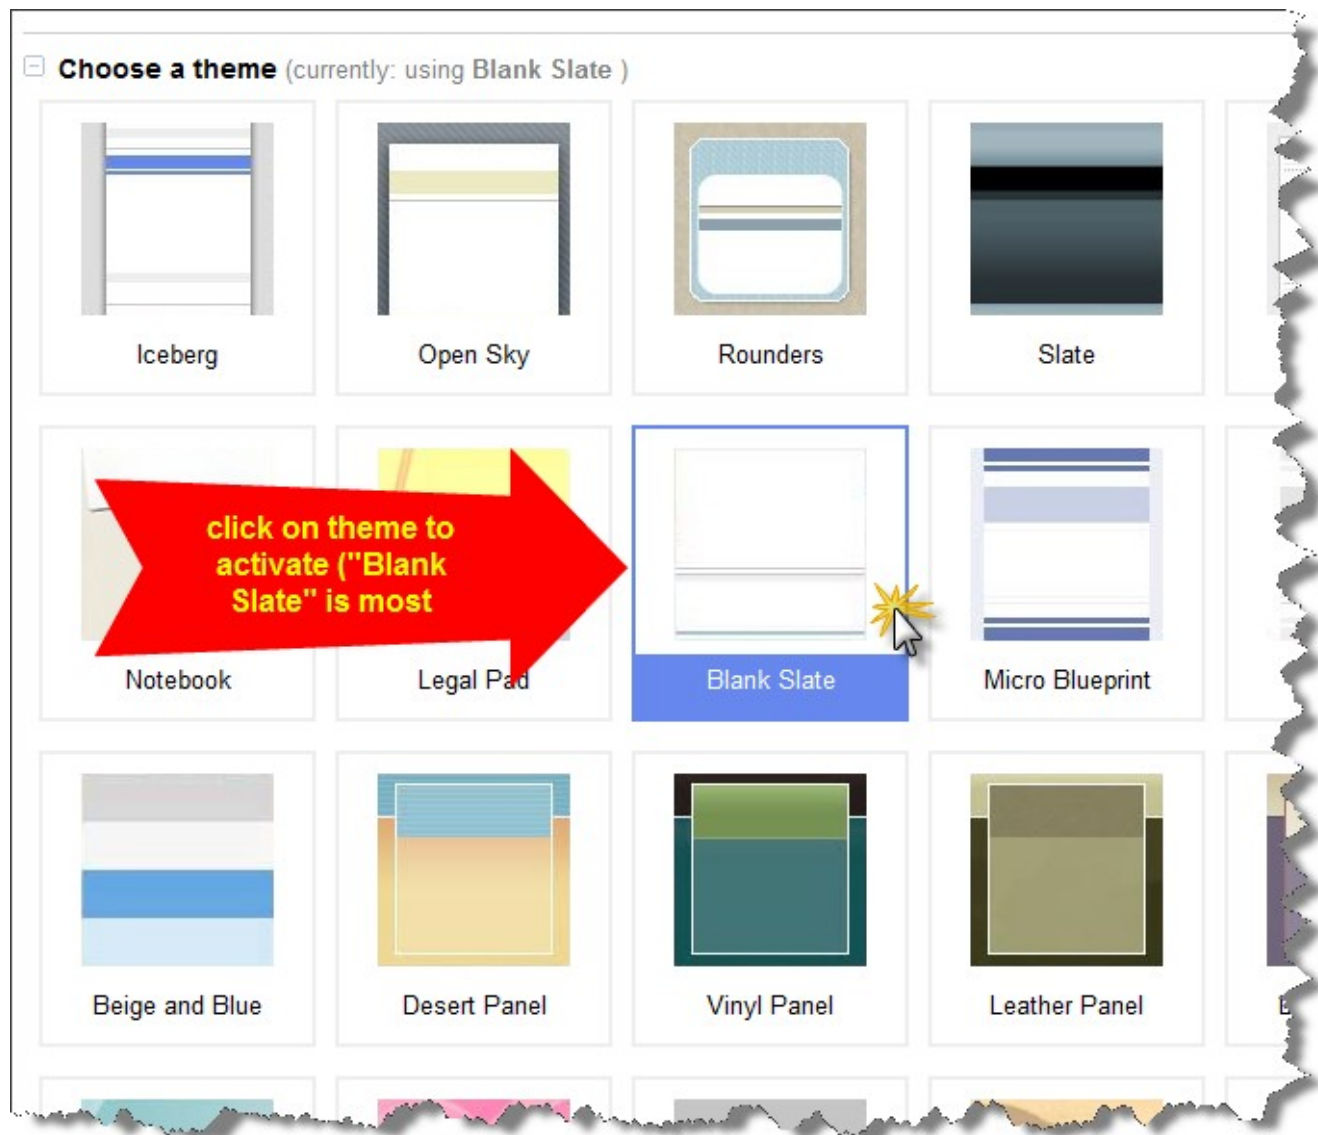 Choose a theme (currently: using Blank Slate )
Iceberg
Open Sky
Rounders
Slate
click on theme to
activate ("Blank
Slate" is most
Notebook
Legal Pad
Blank Slate
Micro Blueprint
Beige and Blue
Desert Panel
Vinyl Panel
Leather Panel